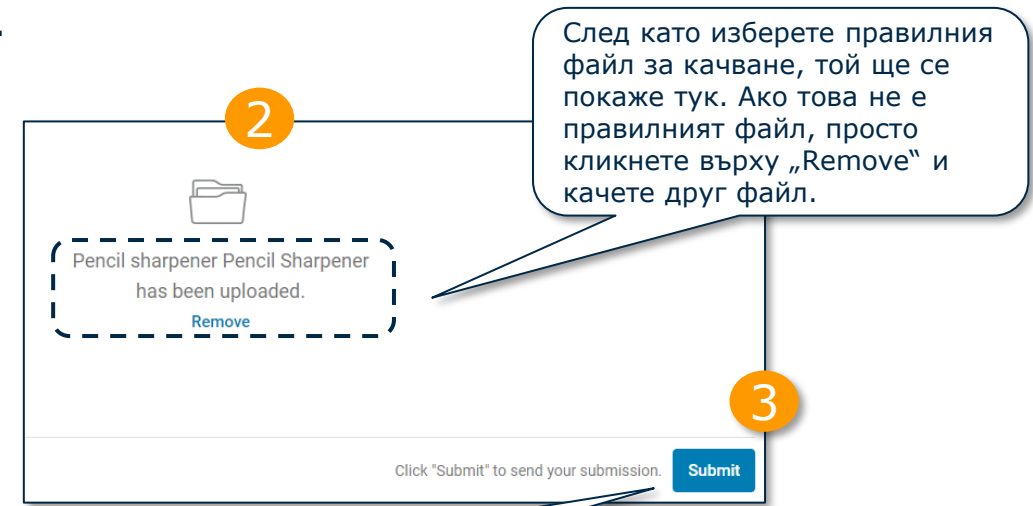 След като изберете правилния
файл за качване, той ще се
покаже тук. Ако това не е
правилният файл, просто
кликнете върху „Remove“ и
качете друг файл.
2
Pencil sharpener Pencil Sharpener
has been uploaded.
Remove
3
Click "Submit" to send your submission.
Submit